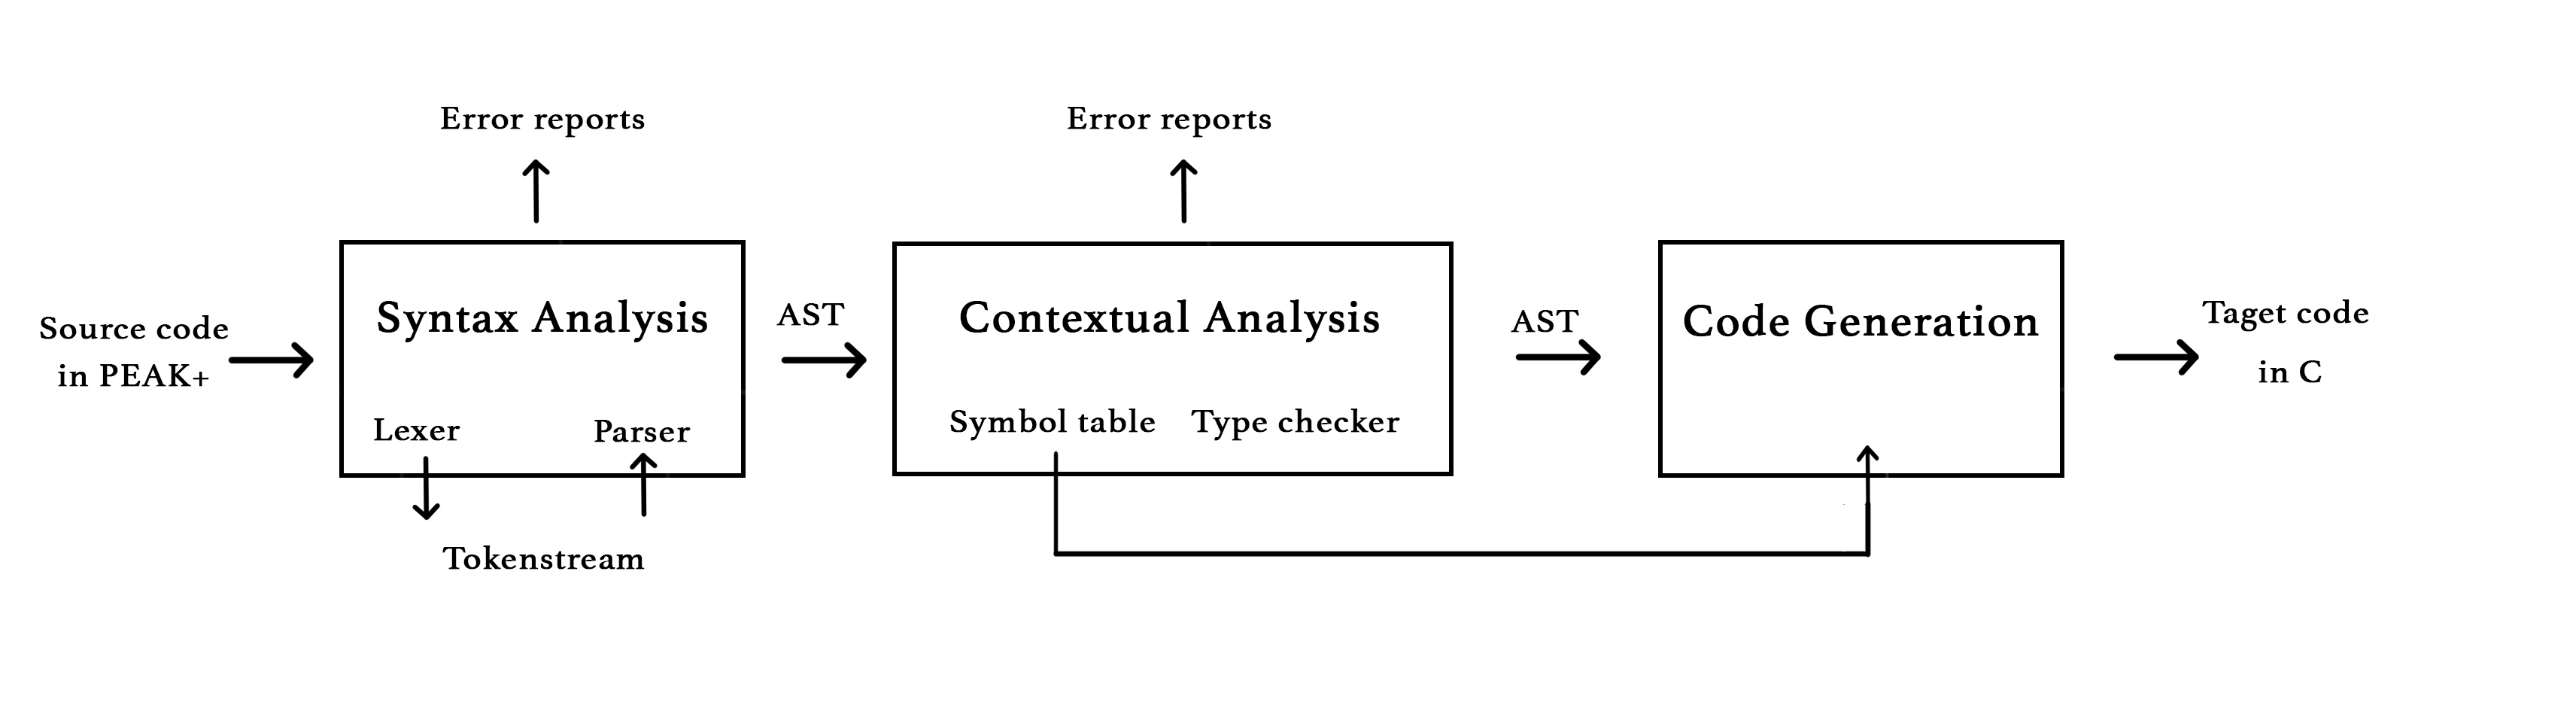 Error reports
Error reports
Source code
in PEAK+
Syntax Analysis
Lexer
Parser
Tokenstream
AST
Contextual Analysis
Symbol table
Type checker
AST
Code Generation
Taget code
in C